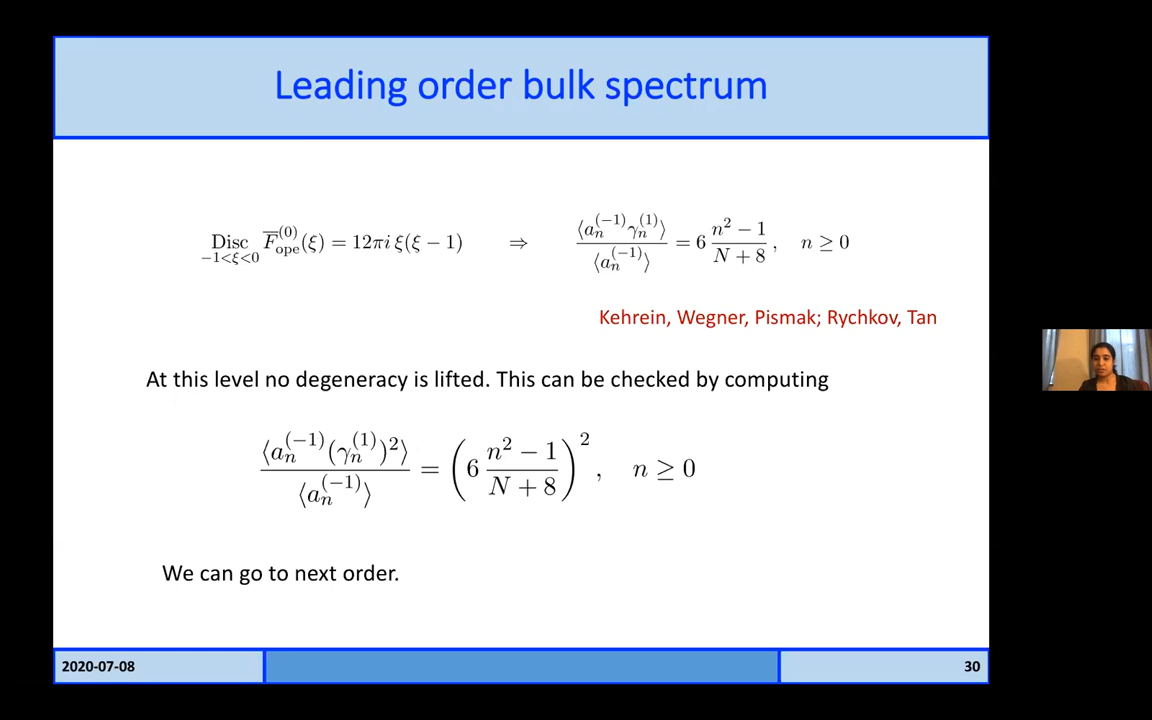 Leading order bulk spectrum
Disc_{-1<ξ<0} \overline{F}^{(0)}_{ope}(ξ) = 12πi ξ(ξ − 1) ⇒ ⟨a_n^{(−1)} γ_n^{(1)}⟩ / ⟨a_n^{(−1)}⟩ = 6 (n² − 1)/(N + 8) , n ≥ 0
Kehrein, Wegner, Pismak; Rychkov, Tan
At this level no degeneracy is lifted. This can be checked by computing
⟨a_n^{(−1)} (γ_n^{(1)})²⟩ / ⟨a_n^{(−1)}⟩ = (6 (n² − 1)/(N + 8))² , n ≥ 0
We can go to next order.
2020-07-08 30